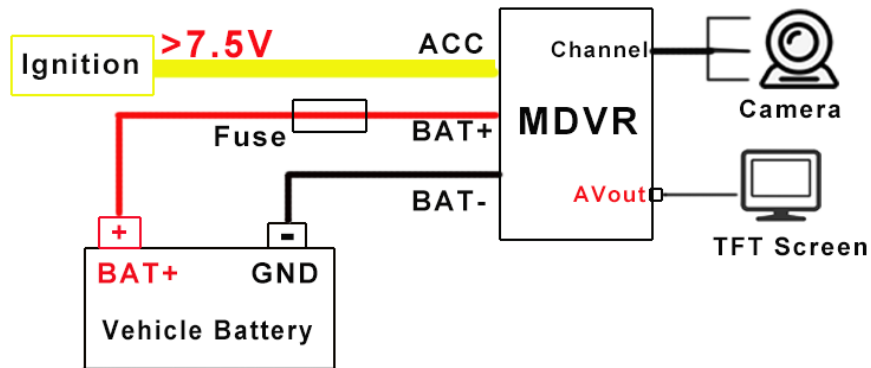 Ignition
>7.5V
ACC
Channel
Camera
Fuse
BAT+
MDVR
BAT-
AVout
TFT Screen
+
-
BAT+
GND
Vehicle Battery